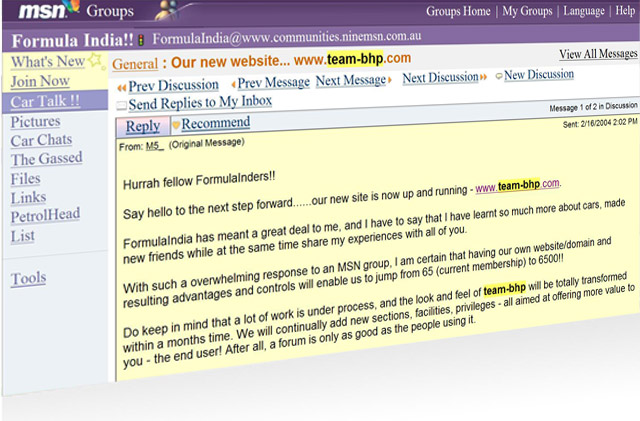 msn Groups
Groups Home | My Groups | Language | Help
Formula India!! FormulaIndia@www.communities.ninemsn.com.au
What's New
Join Now
Car Talk !!
Pictures
Car Chats
The Gassed
Files
Links
PetrolHead
List
Tools
General : Our new website... www.team-bhp.com
View All Messages
Prev Discussion Prev Message Next Message Next Discussion New Discussion
Send Replies to My Inbox
Message 1 of 2 in Discussion
Reply Recommend
Sent: 2/16/2004 2:02 PM
From: M5_ (Original Message)
Hurrah fellow FormulaInders!!
Say hello to the next step forward......our new site is now up and running - www.team-bhp.com.
FormulaIndia has meant a great deal to me, and I have to say that I have learnt so much more about cars, made
new friends while at the same time share my experiences with all of you.
With such a overwhelming response to an MSN group, I am certain that having our own website/domain and
resulting advantages and controls will enable us to jump from 65 (current membership) to 6500!!
Do keep in mind that a lot of work is under process, and the look and feel of team-bhp will be totally transformed
within a months time. We will continually add new sections, facilities, privileges - all aimed at offering more value to
you - the end user! After all, a forum is only as good as the people using it.